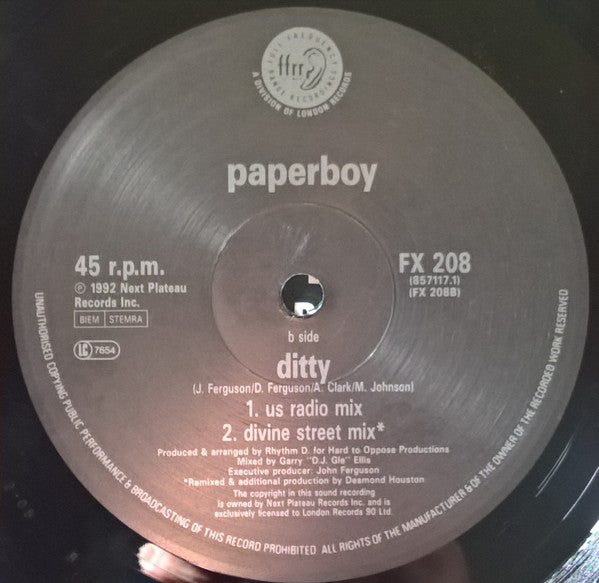 FULL FREQUENCY
ffrr
RANGE RECORDINGS
A DIVISION OF LONDON RECORDS
paperboy
45 r.p.m.
℗ 1992 Next Plateau
Records Inc.
BIEM STEMRA
LC 7654
FX 208
(857117.1)
(FX 208B)
b side
ditty
(J. Ferguson/D. Ferguson/A. Clark/M. Johnson)
1. us radio mix
2. divine street mix*
Produced & arranged by Rhythm D. for Hard to Oppose Productions
Mixed by Garry "D.J. Gle" Ellis
Executive producer: John Ferguson
*Remixed & additional production by Desmond Houston
The copyright in this sound recording
is owned by Next Plateau Records Inc. and is
exclusively licensed to London Records 90 Ltd.
UNAUTHORISED COPYING PUBLIC PERFORMANCE & BROADCASTING OF THIS RECORD PROHIBITED ALL RIGHTS OF THE MANUFACTURER & OF THE OWNER OF THE RECORDED WORK RESERVED